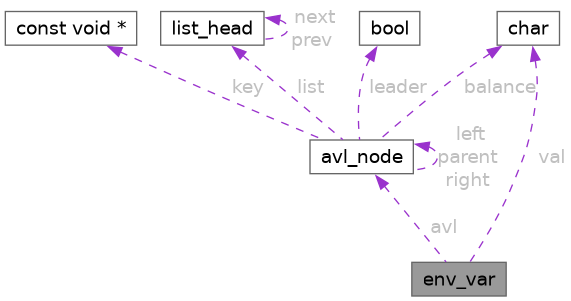 const void *
list_head
next
prev
bool
char
key
list
leader
balance
avl_node
left
parent
right
val
avl
env_var